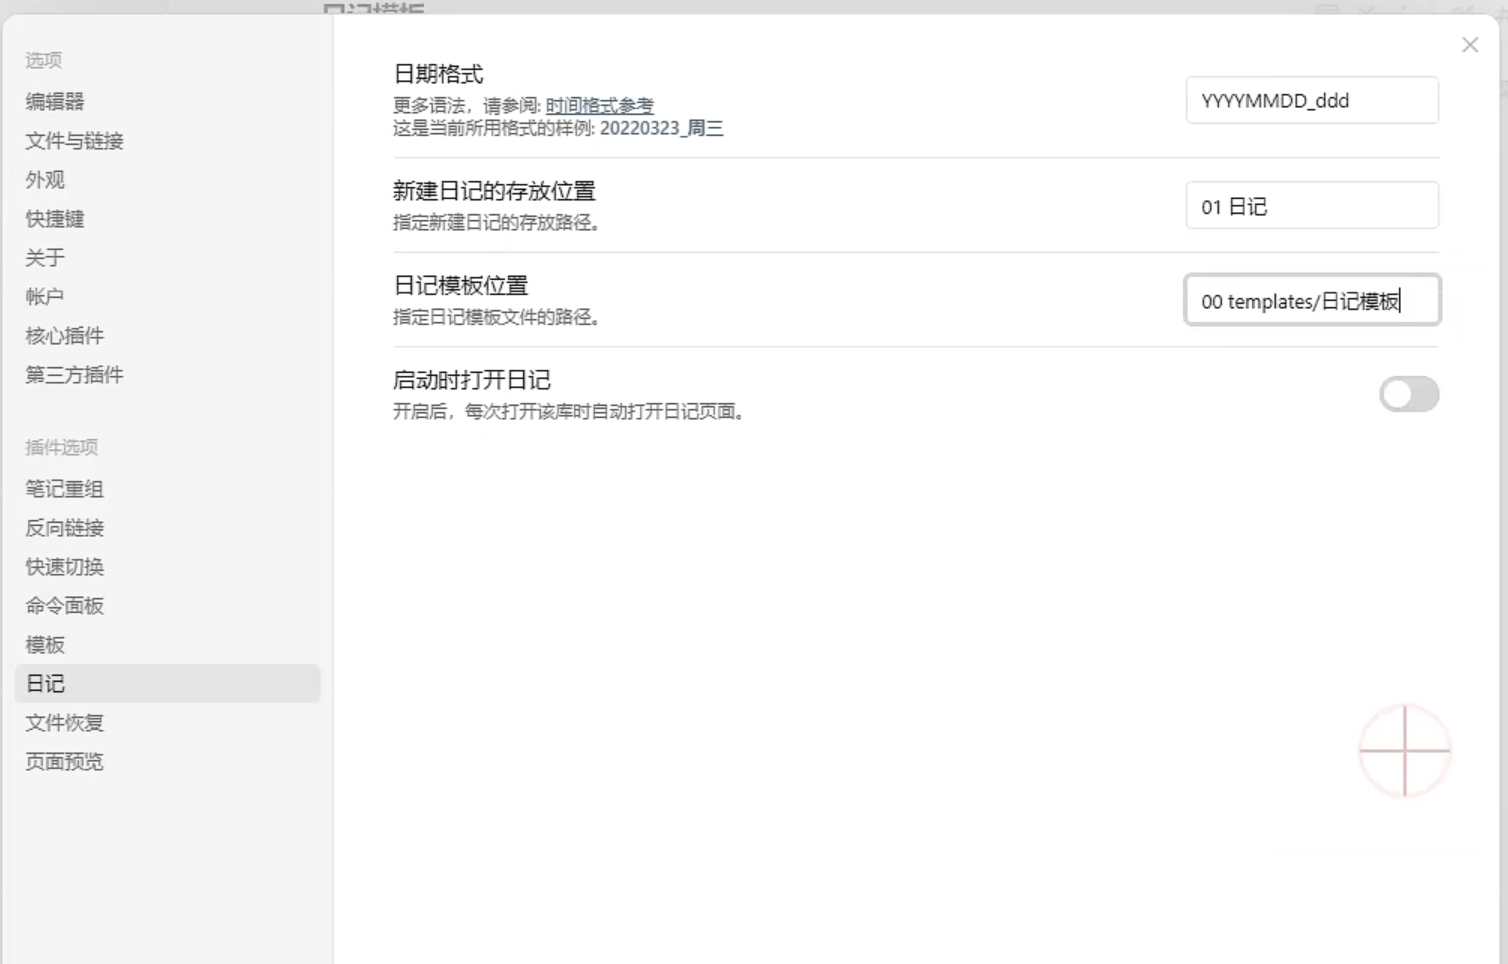 日记模板
选项
编辑器
文件与链接
外观
快捷键
关于
帐户
核心插件
第三方插件
插件选项
笔记重组
反向链接
快速切换
命令面板
模板
日记
文件恢复
页面预览
日期格式
更多语法，请参阅: 时间格式参考
这是当前所用格式的样例: 20220323_周三
YYYYMMDD_ddd
新建日记的存放位置
指定新建日记的存放路径。
01 日记
日记模板位置
指定日记模板文件的路径。
00 templates/日记模板
启动时打开日记
开启后，每次打开该库时自动打开日记页面。